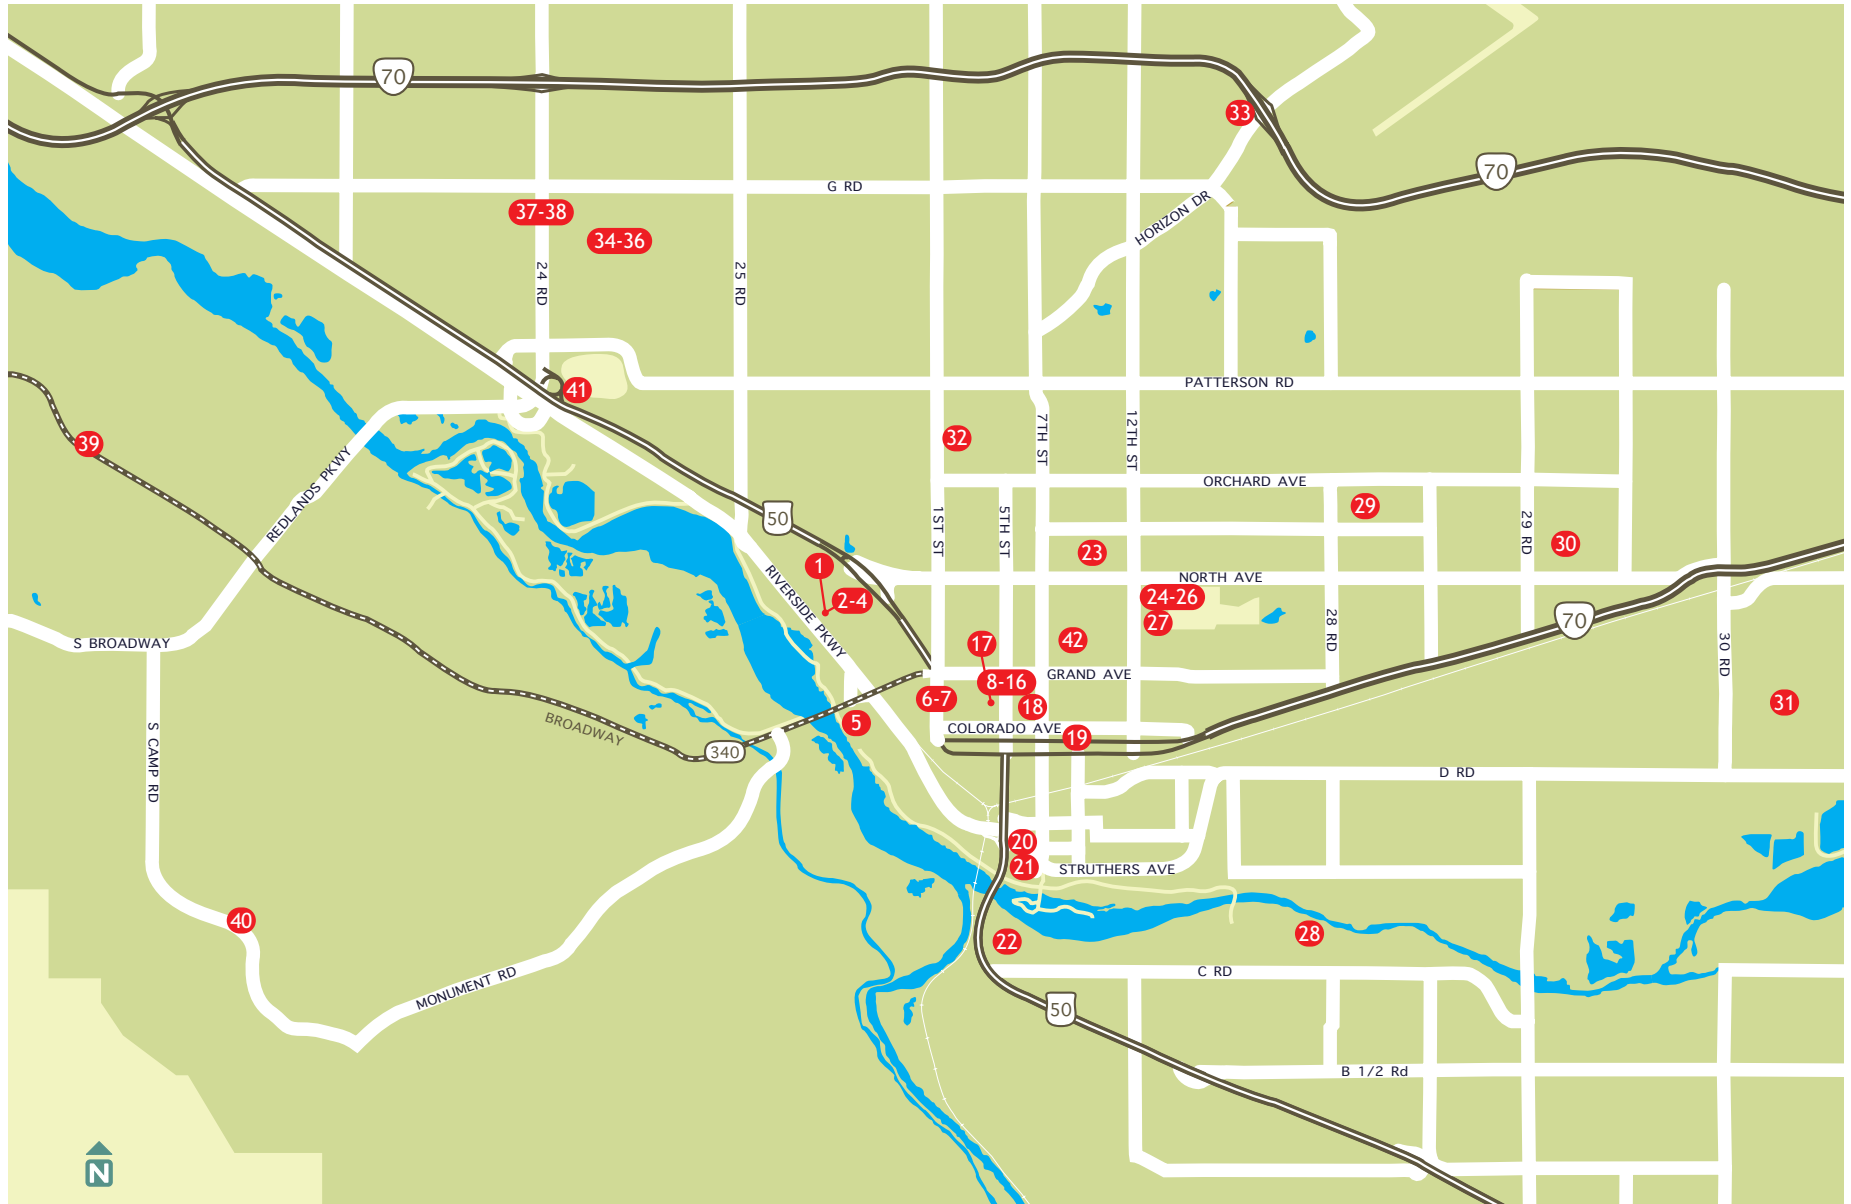 70
33
70
G RD
HORIZON DR
37-38
34-36
24 RD
25 RD
PATTERSON RD
41
39
REDLANDS PKWY
32
7TH ST
12TH ST
ORCHARD AVE
50
1ST ST
5TH ST
29
29 RD
30
23
1
2-4
RIVERSIDE PKWY
NORTH AVE
24-26
27
28 RD
70
30 RD
S BROADWAY
17
42
GRAND AVE
8-16
6-7
18
31
5
COLORADO AVE
19
BROADWAY
340
S CAMP RD
D RD
20
21
STRUTHERS AVE
40
22
28
C RD
MONUMENT RD
50
B 1/2 Rd
N